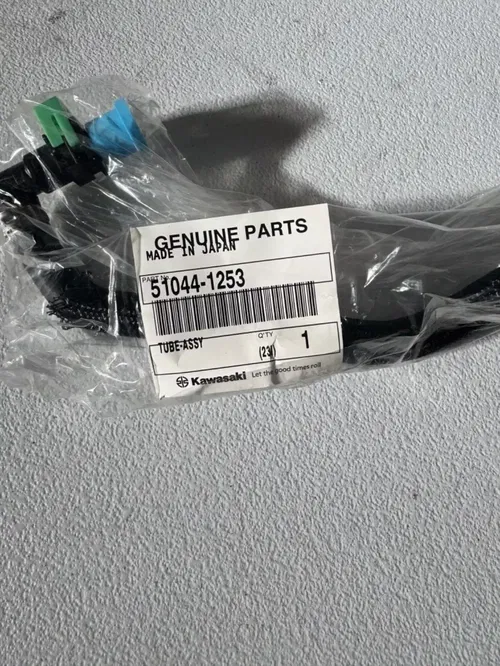 GENUINE PARTS
MADE IN JAPAN
PART No.
51044-1253
TUBE-ASSY
Q'TY
(231)
1
Kawasaki Let the good times roll